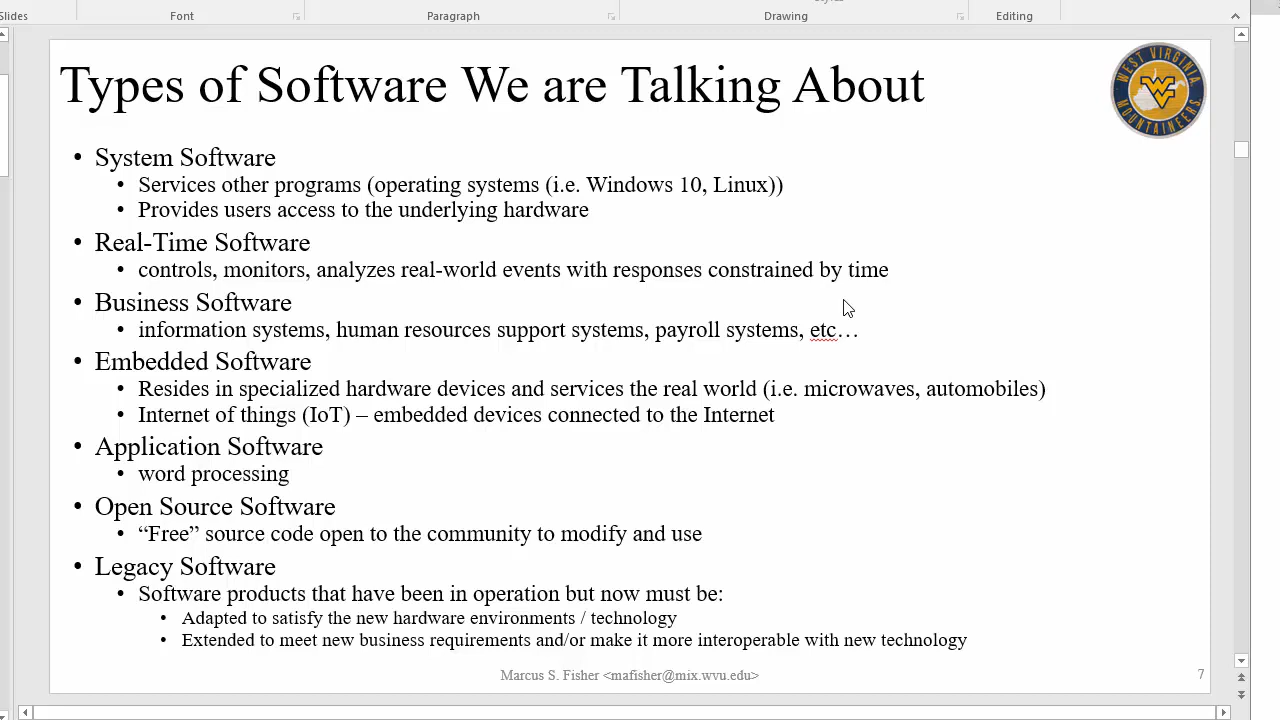 Slides
Font
Paragraph
Drawing
Editing
Types of Software We are Talking About
WEST VIRGINIA
WV
MOUNTAINEERS
• System Software
• Services other programs (operating systems (i.e. Windows 10, Linux))
• Provides users access to the underlying hardware
• Real-Time Software
• controls, monitors, analyzes real-world events with responses constrained by time
• Business Software
• information systems, human resources support systems, payroll systems, etc…
• Embedded Software
• Resides in specialized hardware devices and services the real world (i.e. microwaves, automobiles)
• Internet of things (IoT) – embedded devices connected to the Internet
• Application Software
• word processing
• Open Source Software
• “Free” source code open to the community to modify and use
• Legacy Software
• Software products that have been in operation but now must be:
• Adapted to satisfy the new hardware environments / technology
• Extended to meet new business requirements and/or make it more interoperable with new technology
Marcus S. Fisher <mafisher@mix.wvu.edu>
7